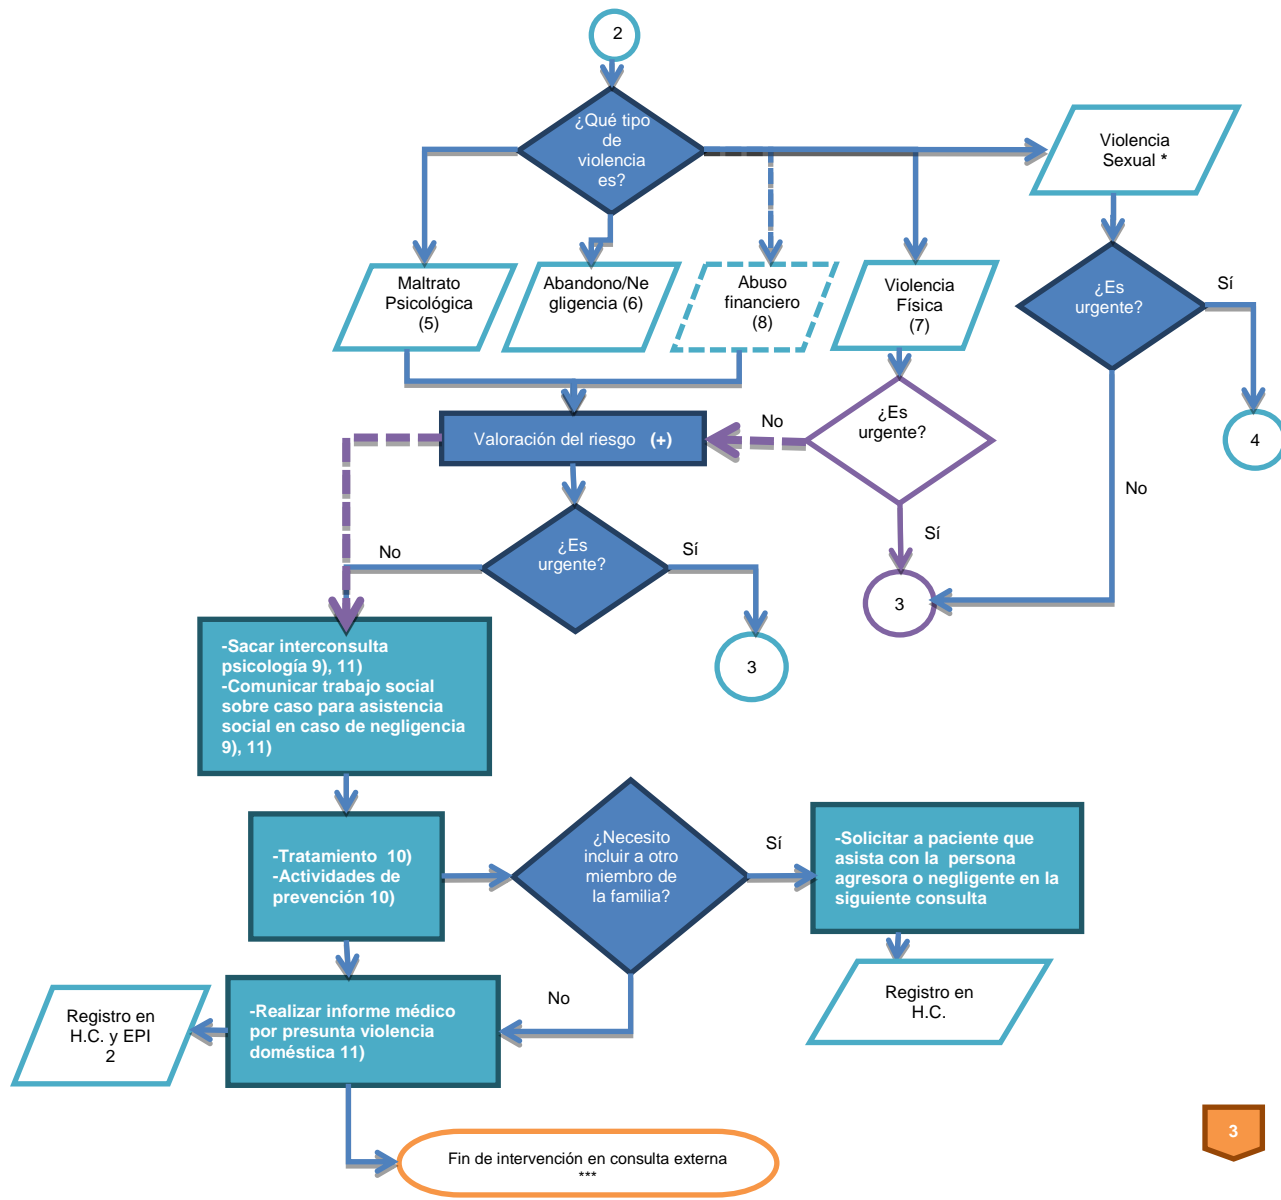 2
¿Qué tipo
de
violencia
es?
Violencia
Sexual *
Maltrato
Psicológica
(5)
Abandono/Ne
gligencia (6)
Abuso
financiero
(8)
Violencia
Física
(7)
¿Es
urgente?
Sí
4
No
Valoración del riesgo (+)
No
¿Es
urgente?
Sí
3
¿Es
urgente?
No
Sí
3
-Sacar interconsulta
psicología 9), 11)
-Comunicar trabajo social
sobre caso para asistencia
social en caso de negligencia
9), 11)
-Tratamiento 10)
-Actividades de
prevención 10)
¿Necesito
incluir a otro
miembro de
la familia?
Sí
-Solicitar a paciente que
asista con la persona
agresora o negligente en la
siguiente consulta
No
Registro en
H.C.
-Realizar informe médico
por presunta violencia
doméstica 11)
Registro en
H.C. y EPI
2
Fin de intervención en consulta externa
***
3